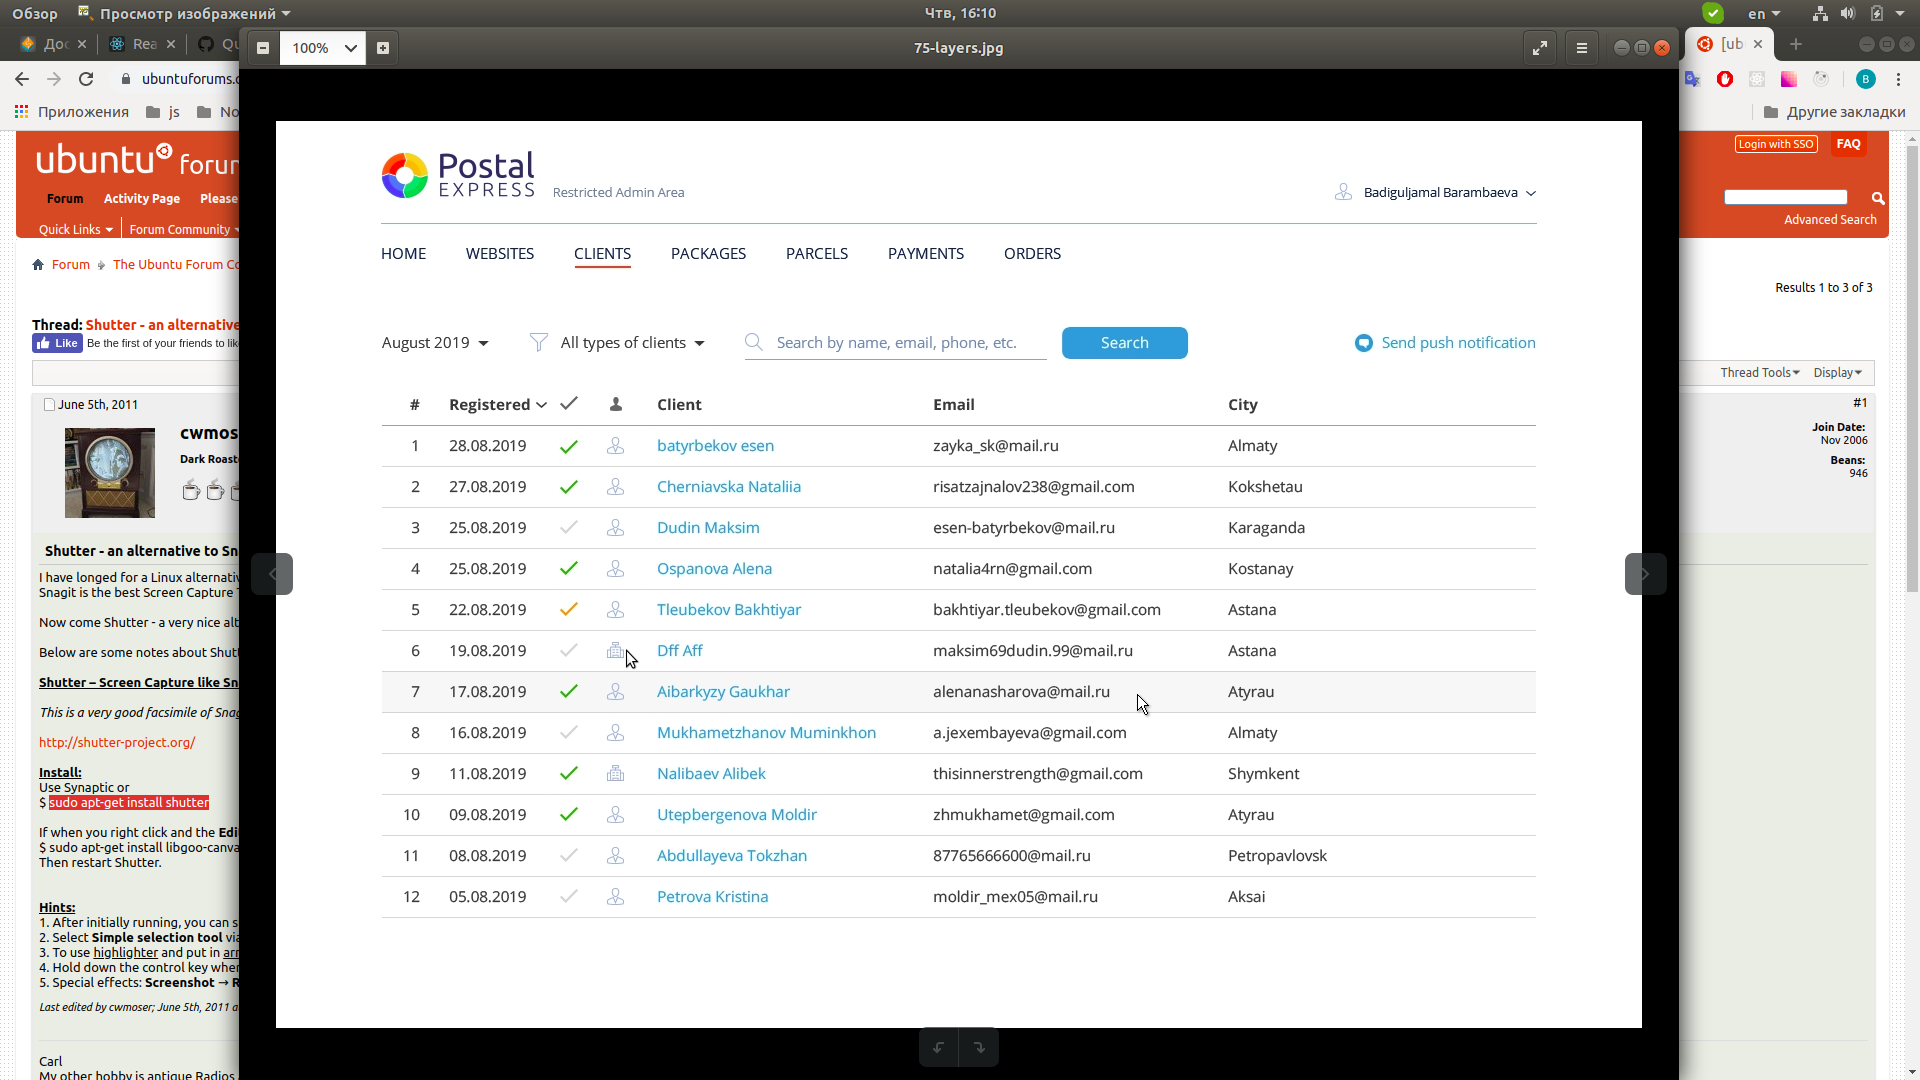 Обзор Просмотр изображений Чтв, 16:10 en
До Rea 100% 75-layers.jpg [ub
ubuntuforums.o B
Приложения js No Другие закладки
ubuntu forum Login with SSO FAQ
Forum Activity Page Please
Quick Links Forum Community Advanced Search
Forum The Ubuntu Forum Co
Results 1 to 3 of 3
Thread: Shutter - an alternative
Like Be the first of your friends to lik
Thread Tools Display
June 5th, 2011 #1
cwmos Join Date:
Nov 2006
Dark Roast Beans:
946
Shutter - an alternative to Sn
I have longed for a Linux alternativ
Snagit is the best Screen Capture
Now come Shutter - a very nice alt
Below are some notes about Shutt
Shutter – Screen Capture like Sn
This is a very good facsimile of Snag
http://shutter-project.org/
Install:
Use Synaptic or
$ sudo apt-get install shutter
If when you right click and the Edi
$ sudo apt-get install libgoo-canva
Then restart Shutter.
Hints:
1. After initially running, you can s
2. Select Simple selection tool via
3. To use highlighter and put in arr
4. Hold down the control key when
5. Special effects: Screenshot → R
Last edited by cwmoser; June 5th, 2011 a
Carl
My other hobby is antique Radios
Postal
EXPRESS Restricted Admin Area Badiguljamal Barambaeva
HOME WEBSITES CLIENTS PACKAGES PARCELS PAYMENTS ORDERS
August 2019 All types of clients Search by name, email, phone, etc. Search Send push notification
# Registered Client Email City
1 28.08.2019 batyrbekov esen zayka_sk@mail.ru Almaty
2 27.08.2019 Cherniavska Nataliia risatzajnalov238@gmail.com Kokshetau
3 25.08.2019 Dudin Maksim esen-batyrbekov@mail.ru Karaganda
4 25.08.2019 Ospanova Alena natalia4rn@gmail.com Kostanay
5 22.08.2019 Tleubekov Bakhtiyar bakhtiyar.tleubekov@gmail.com Astana
6 19.08.2019 Dff Aff maksim69dudin.99@mail.ru Astana
7 17.08.2019 Aibarkyzy Gaukhar alenanasharova@mail.ru Atyrau
8 16.08.2019 Mukhametzhanov Muminkhon a.jexembayeva@gmail.com Almaty
9 11.08.2019 Nalibaev Alibek thisinnerstrength@gmail.com Shymkent
10 09.08.2019 Utepbergenova Moldir zhmukhamet@gmail.com Atyrau
11 08.08.2019 Abdullayeva Tokzhan 87765666600@mail.ru Petropavlovsk
12 05.08.2019 Petrova Kristina moldir_mex05@mail.ru Aksai